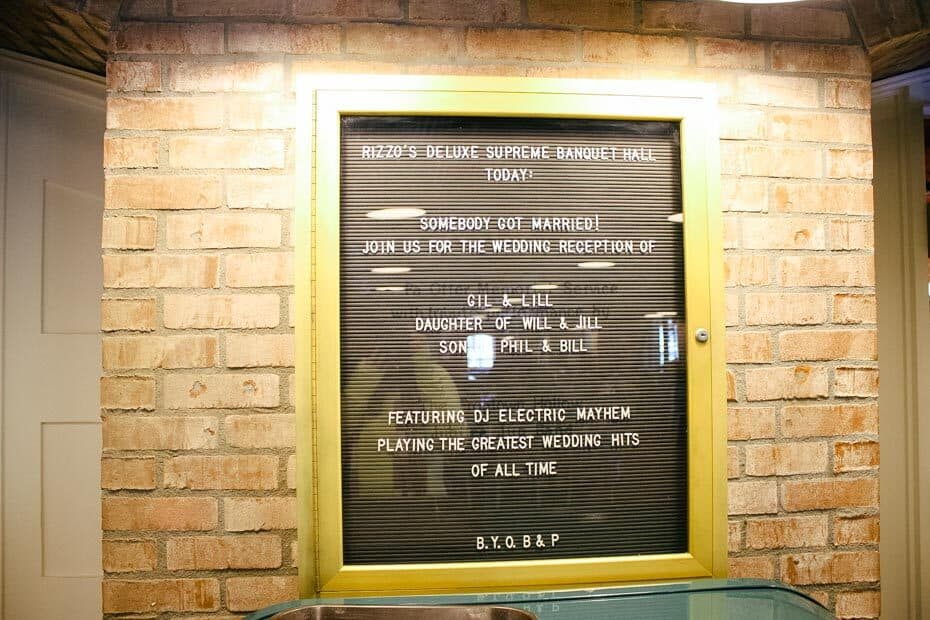 RIZZO'S DELUXE SUPREME BANQUET HALL
TODAY:
SOMEBODY GOT MARRIED!
JOIN US FOR THE WEDDING RECEPTION OF
GIL & LILL
DAUGHTER OF WILL & JILL
SON PHIL & BILL
FEATURING DJ ELECTRIC MAYHEM
PLAYING THE GREATEST WEDDING HITS
OF ALL TIME
B.Y.O. B & P